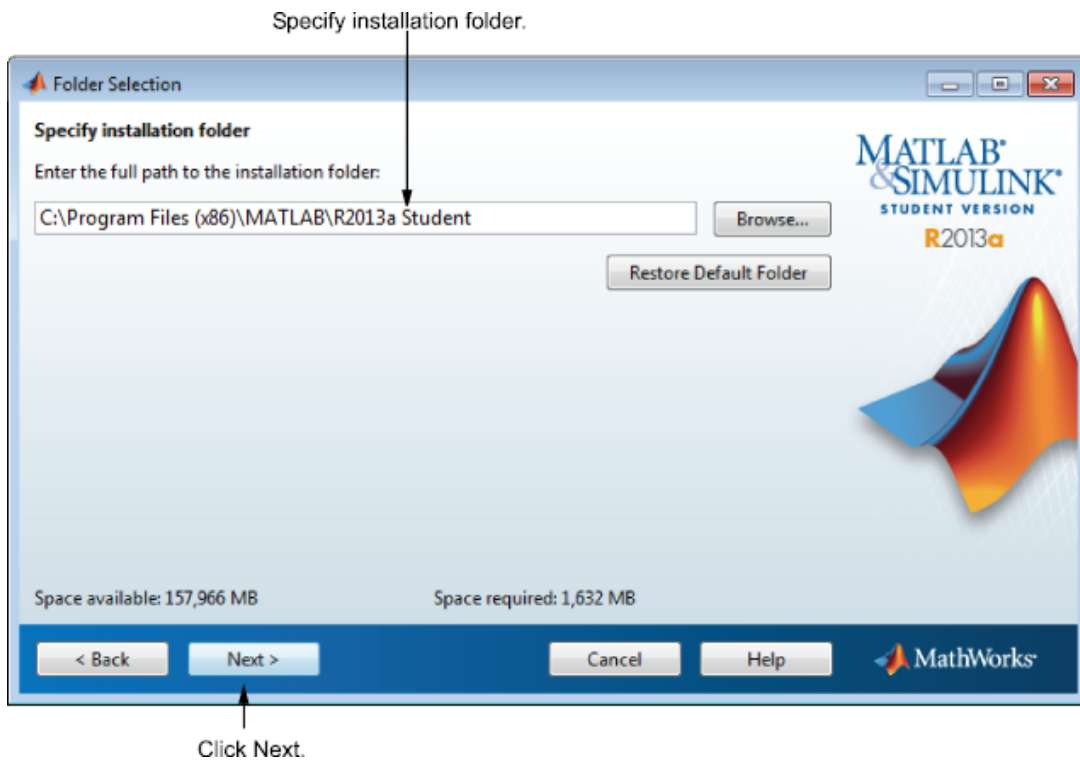 Specify installation folder.
Folder Selection
Specify installation folder
Enter the full path to the installation folder:
C:\Program Files (x86)\MATLAB\R2013a Student
Browse...
Restore Default Folder
MATLAB®
&SIMULINK®
STUDENT VERSION
R2013a
Space available: 157,966 MB Space required: 1,632 MB
< Back Next > Cancel Help MathWorks®
Click Next.